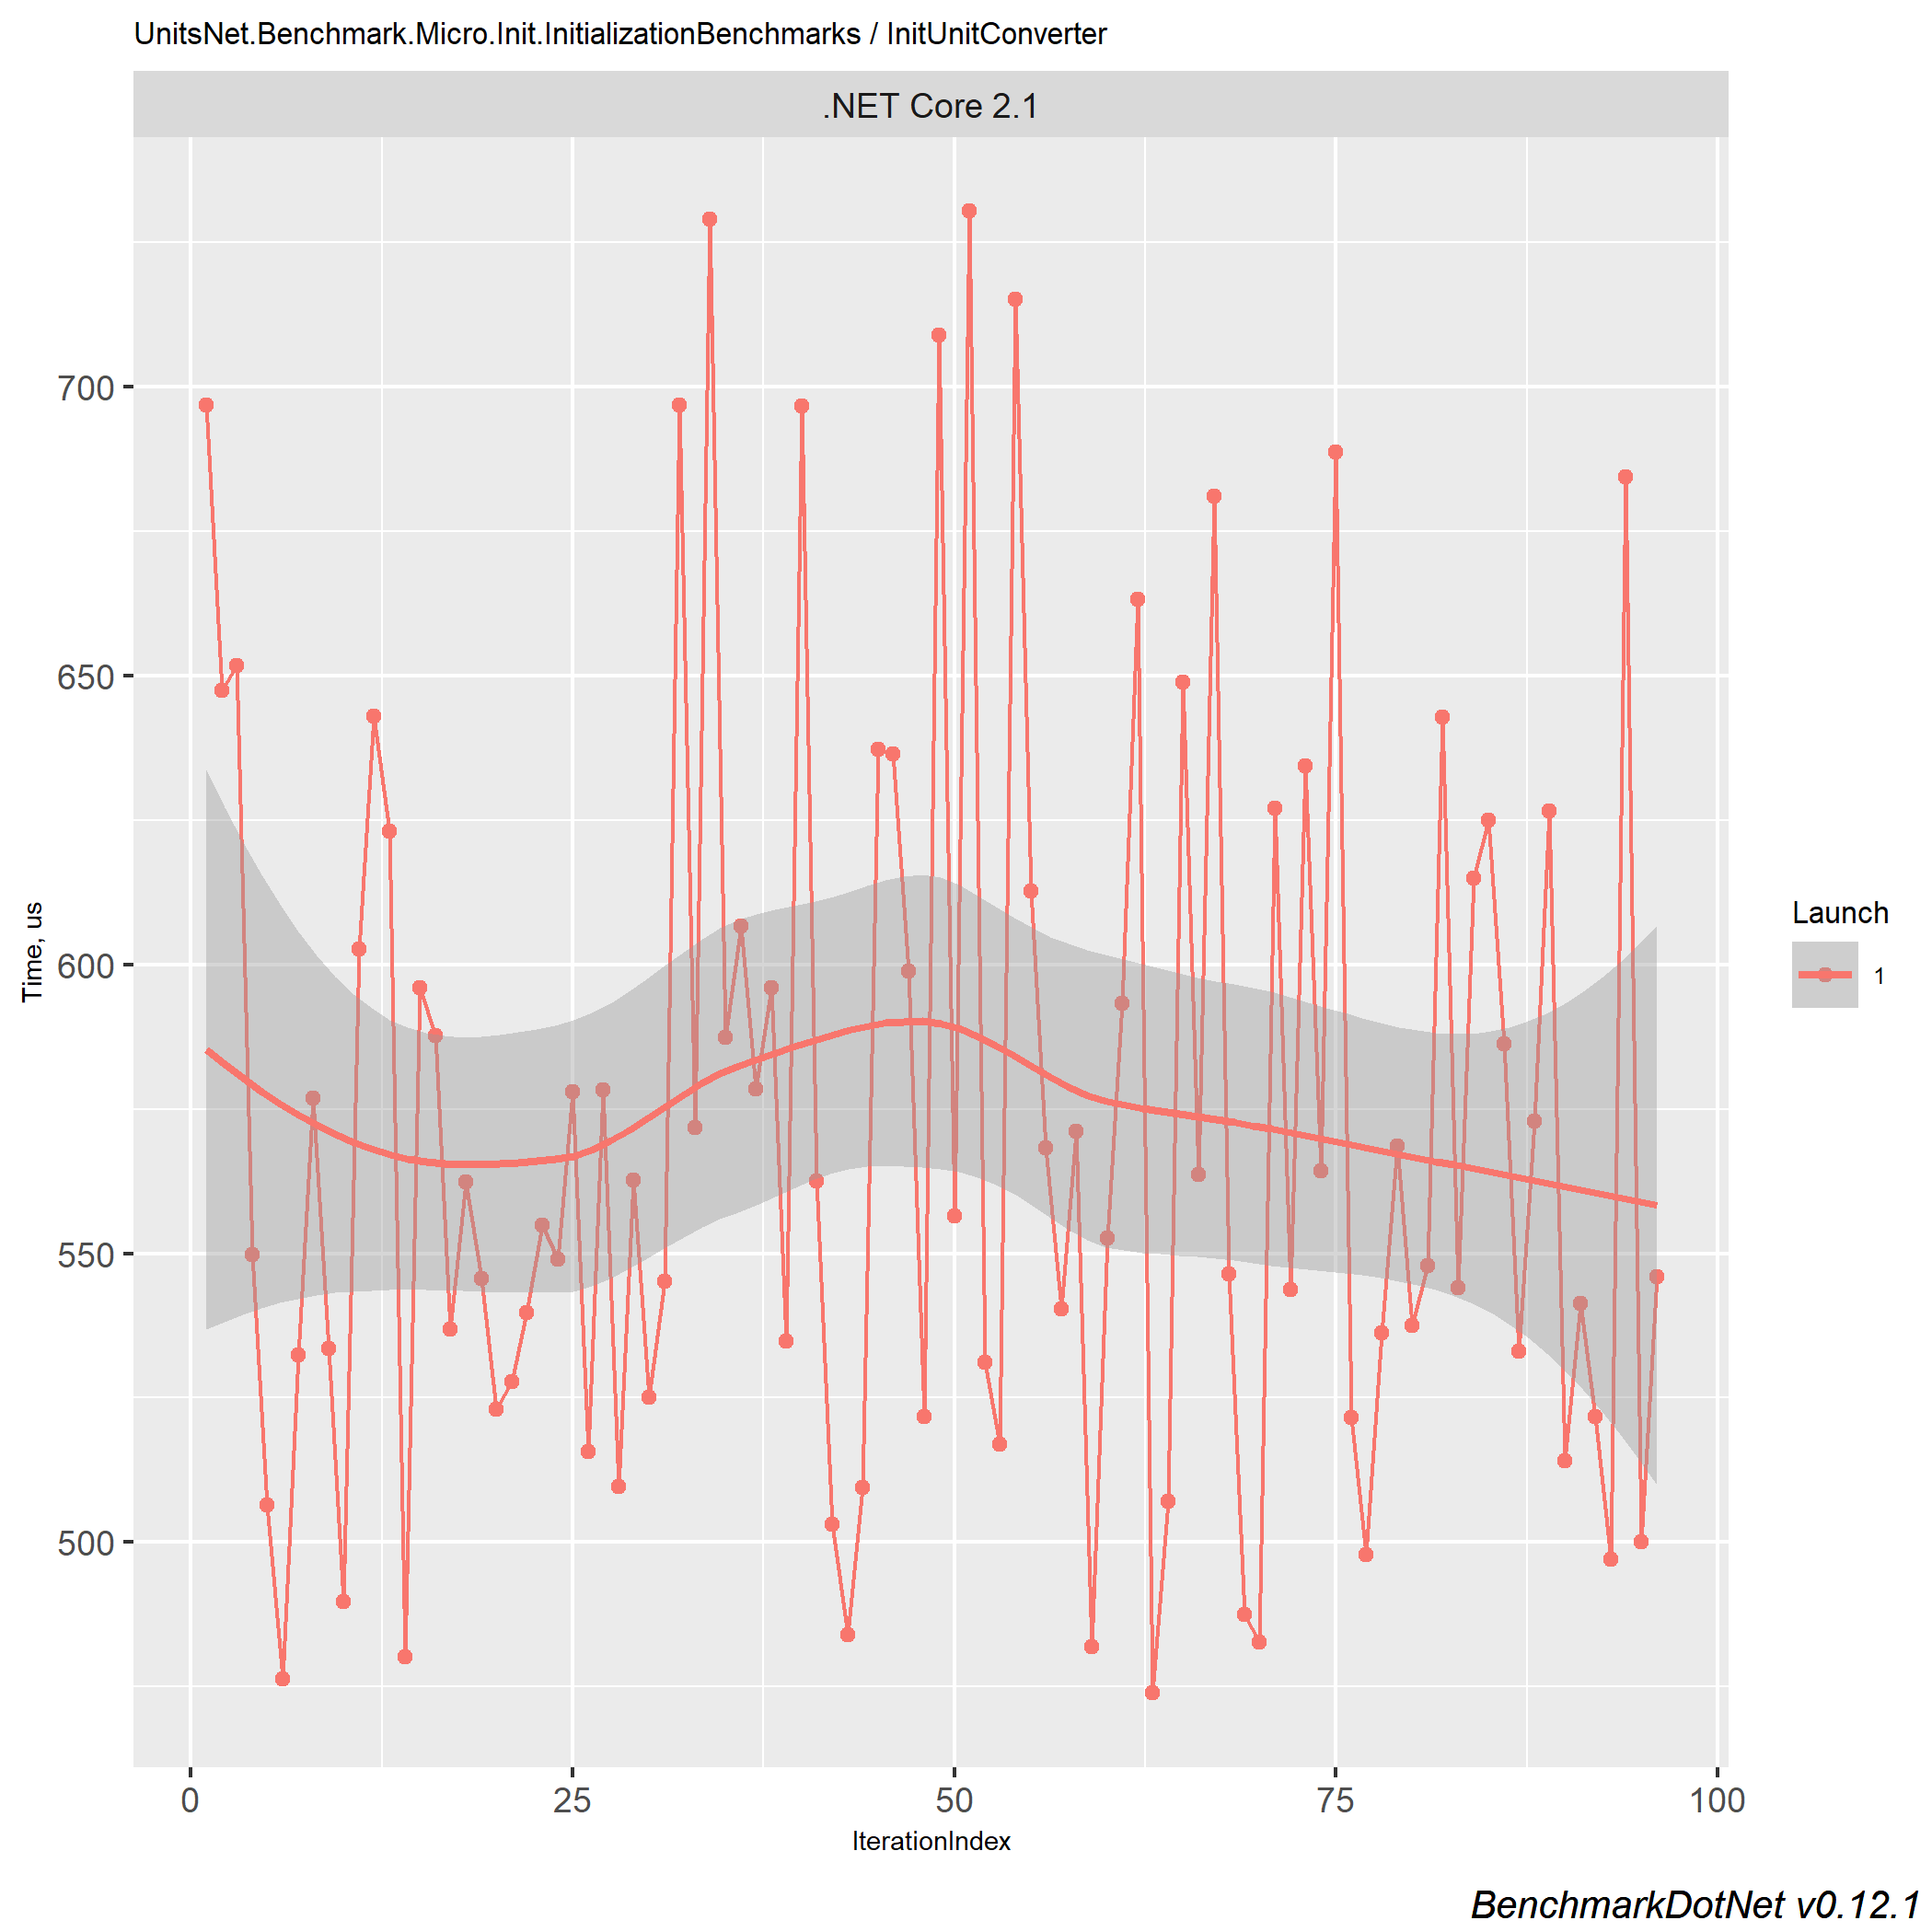 UnitsNet.Benchmark.Micro.Init.InitializationBenchmarks / InitUnitConverter
.NET Core 2.1
700
650
600
550
500
Time, us
0 25 50 75 100
IterationIndex
Launch
1
BenchmarkDotNet v0.12.1